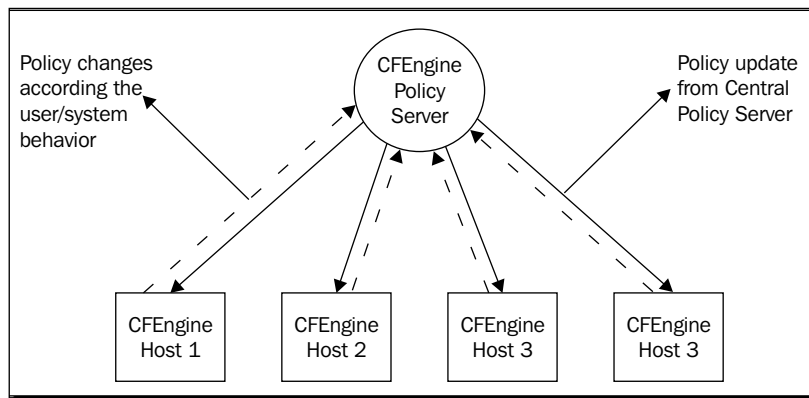 Policy changes
according the
user/system
behavior
CFEngine
Policy
Server
Policy update
from Central
Policy Server
CFEngine
Host 1
CFEngine
Host 2
CFEngine
Host 3
CFEngine
Host 3